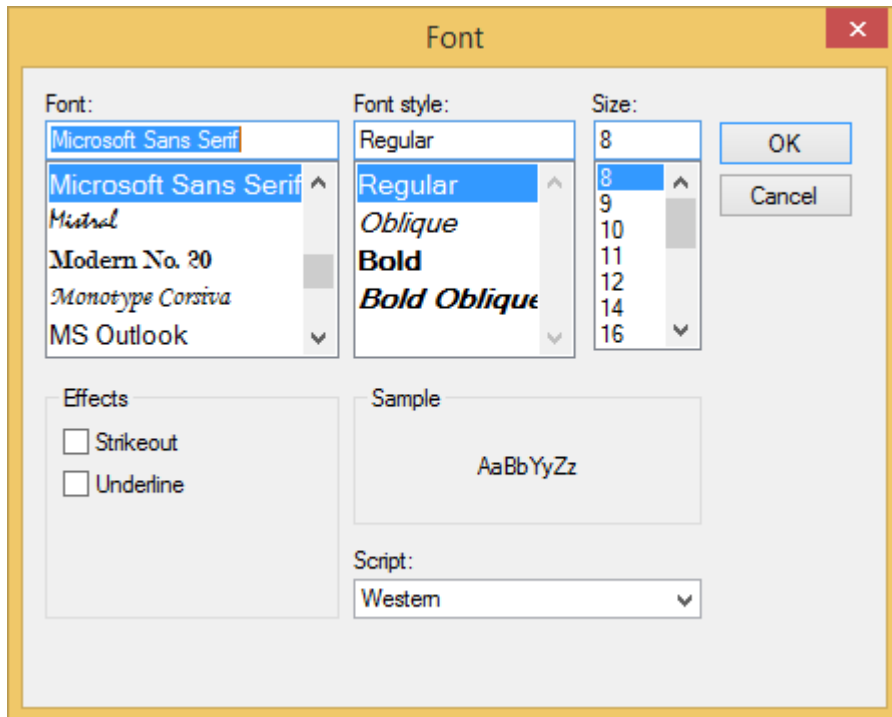 Font
Font:
Font style:
Size:
Microsoft Sans Serif
Regular
8
OK
Cancel
Microsoft Sans Serif
Mistral
Modern No. 20
Monotype Corsiva
MS Outlook
Regular
Oblique
Bold
Bold Oblique
8
9
10
11
12
14
16
Effects
Strikeout
Underline
Sample
AaBbYyZz
Script:
Western